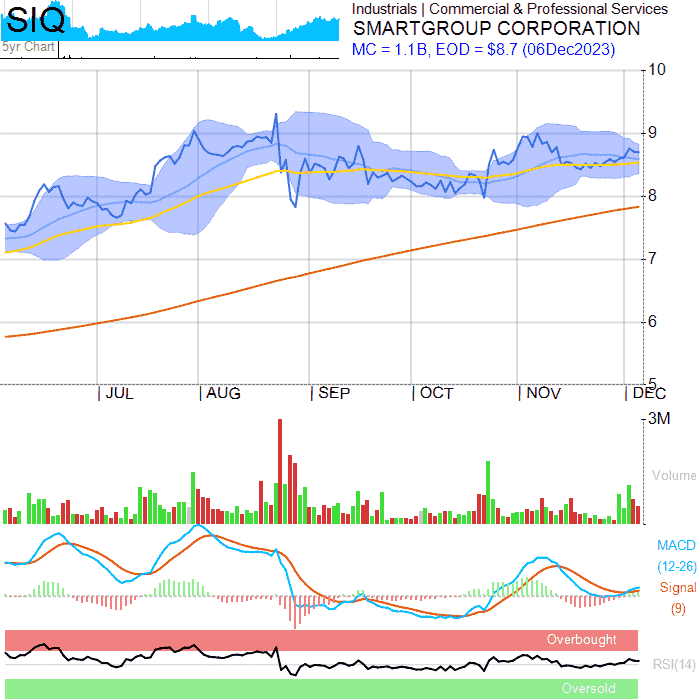 SIQ
5yr Chart
Industrials | Commercial & Professional Services
SMARTGROUP CORPORATION
MC = 1.1B, EOD = $8.7 (06Dec2023)
10
9
8
7
6
5
JUL AUG SEP OCT NOV DEC
3M
Volume
MACD
(12-26)
Signal
(9)
Overbought
RSI(14)
Oversold